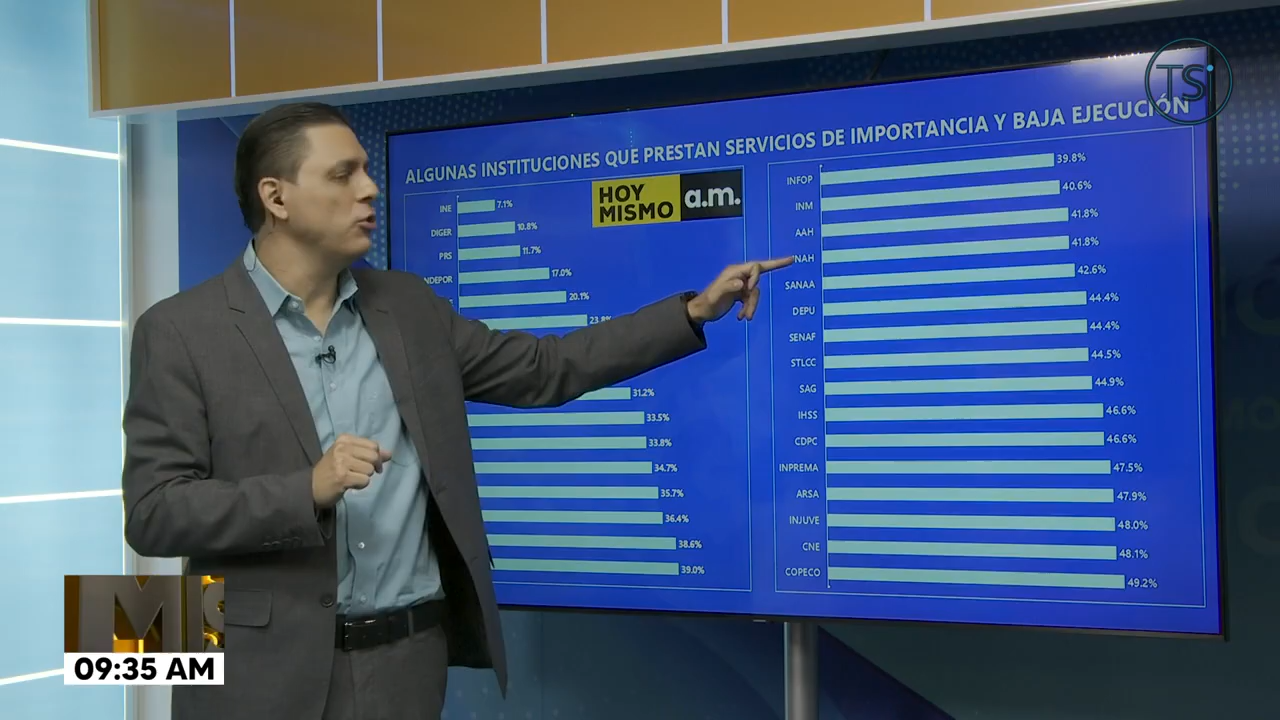 TSi
ALGUNAS INSTITUCIONES QUE PRESTAN SERVICIOS DE IMPORTANCIA Y BAJA EJECUCIÓN
HOY
MISMO
a.m.
INE 7.1%
DIGER 10.8%
PRS 11.7%
NDEPOR 17.0%
20.1%
23.8%
31.2%
33.5%
33.8%
34.7%
35.7%
36.4%
38.6%
39.0%
INFOP 39.8%
INM 40.6%
AAH 41.8%
NAH 41.8%
SANAA 42.6%
DEPU 44.4%
SENAF 44.4%
STLCC 44.5%
SAG 44.9%
IHSS 46.6%
CDPC 46.6%
INPREMA 47.5%
ARSA 47.9%
INJUVE 48.0%
CNE 48.1%
COPECO 49.2%
09:35 AM